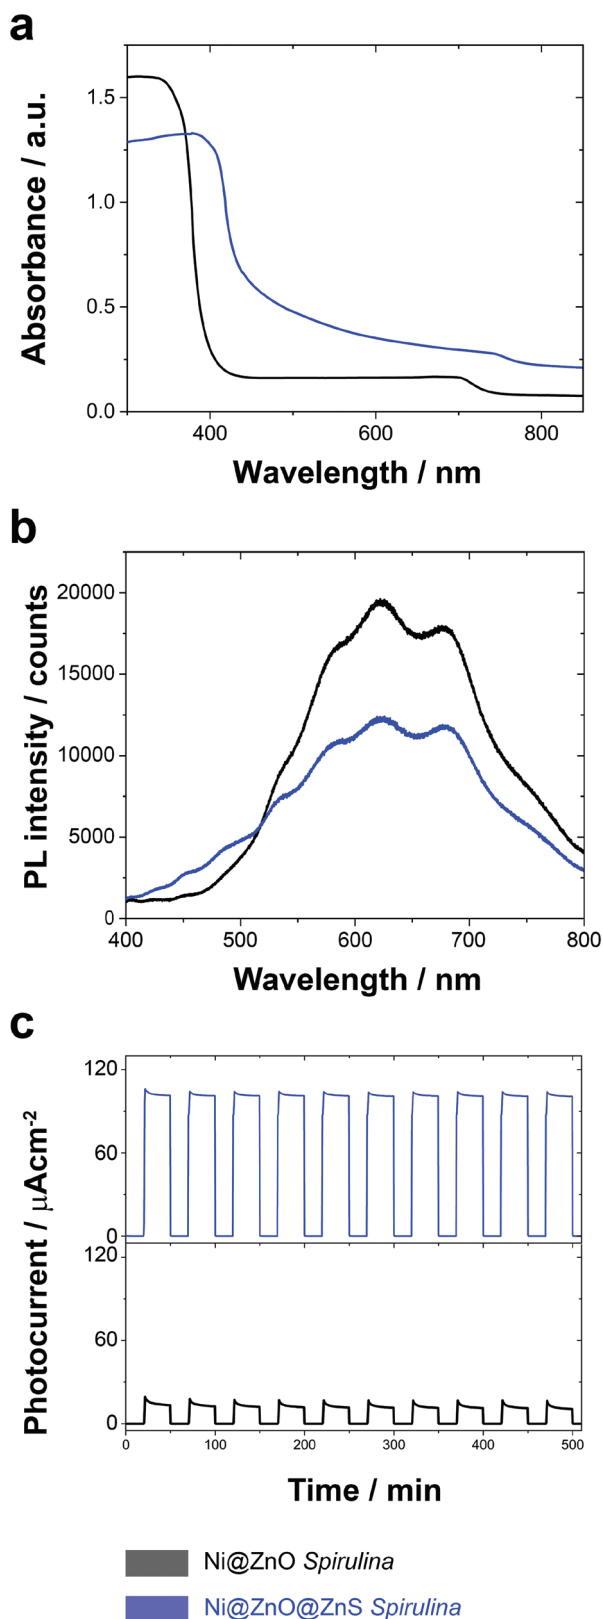 a
Absorbance / a.u.
1.5
1.0
0.5
0.0
400 600 800
Wavelength / nm
b
PL intensity / counts
20000
15000
10000
5000
0
400 500 600 700 800
Wavelength / nm
c
Photocurrent / μAcm⁻²
120
60
0
120
60
0
0 100 200 300 400 500
Time / min
Ni@ZnO Spirulina
Ni@ZnO@ZnS Spirulina